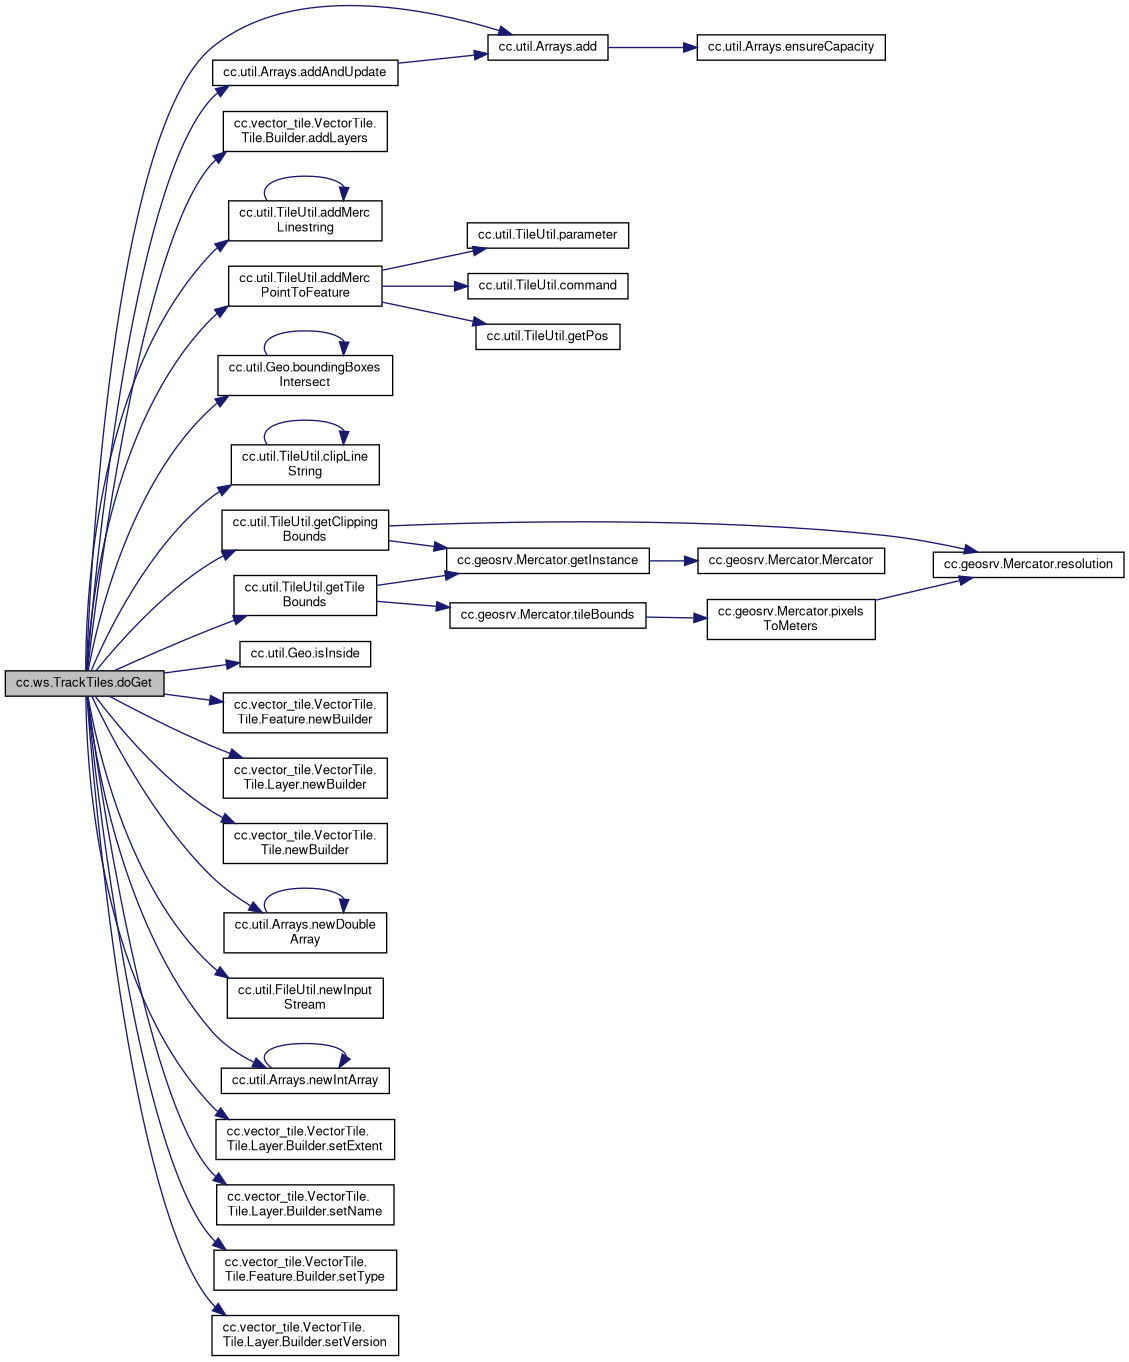 cc.util.Arrays.add
cc.util.Arrays.ensureCapacity
cc.util.Arrays.addAndUpdate
cc.vector_tile.VectorTile.
Tile.Builder.addLayers
cc.util.TileUtil.addMerc
Linestring
cc.util.TileUtil.parameter
cc.util.TileUtil.addMerc
PointToFeature
cc.util.TileUtil.command
cc.util.TileUtil.getPos
cc.util.Geo.boundingBoxes
Intersect
cc.util.TileUtil.clipLine
String
cc.util.TileUtil.getClipping
Bounds
cc.geosrv.Mercator.getInstance
cc.geosrv.Mercator.Mercator
cc.geosrv.Mercator.resolution
cc.util.TileUtil.getTile
Bounds
cc.geosrv.Mercator.tileBounds
cc.geosrv.Mercator.pixels
ToMeters
cc.util.Geo.isInside
cc.ws.TrackTiles.doGet
cc.vector_tile.VectorTile.
Tile.Feature.newBuilder
cc.vector_tile.VectorTile.
Tile.Layer.newBuilder
cc.vector_tile.VectorTile.
Tile.newBuilder
cc.util.Arrays.newDouble
Array
cc.util.FileUtil.newInput
Stream
cc.util.Arrays.newIntArray
cc.vector_tile.VectorTile.
Tile.Layer.Builder.setExtent
cc.vector_tile.VectorTile.
Tile.Layer.Builder.setName
cc.vector_tile.VectorTile.
Tile.Feature.Builder.setType
cc.vector_tile.VectorTile.
Tile.Layer.Builder.setVersion